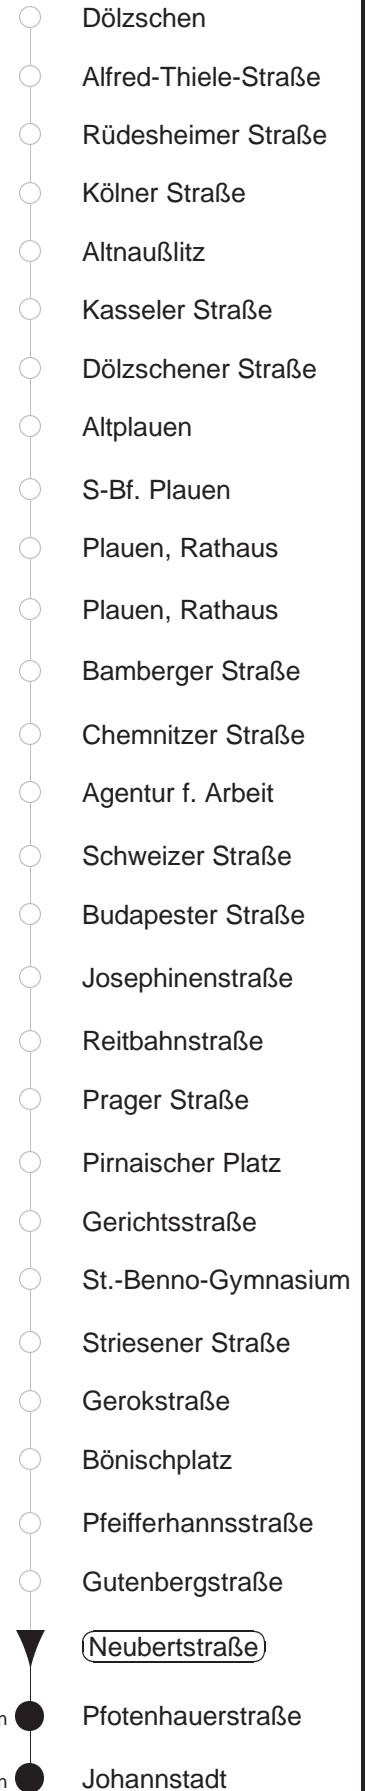 Dölzschen
Alfred-Thiele-Straße
Rüdesheimer Straße
Kölner Straße
Altnaußlitz
Kasseler Straße
Dölzschener Straße
Altplauen
S-Bf. Plauen
Plauen, Rathaus
Plauen, Rathaus
Bamberger Straße
Chemnitzer Straße
Agentur f. Arbeit
Schweizer Straße
Budapester Straße
Josephinenstraße
Reitbahnstraße
Prager Straße
Pirnaischer Platz
Gerichtsstraße
St.-Benno-Gymnasium
Striesener Straße
Gerokstraße
Bönischplatz
Pfeifferhannsstraße
Gutenbergstraße
Neubertstraße
Pfotenhauerstraße
Johannstadt